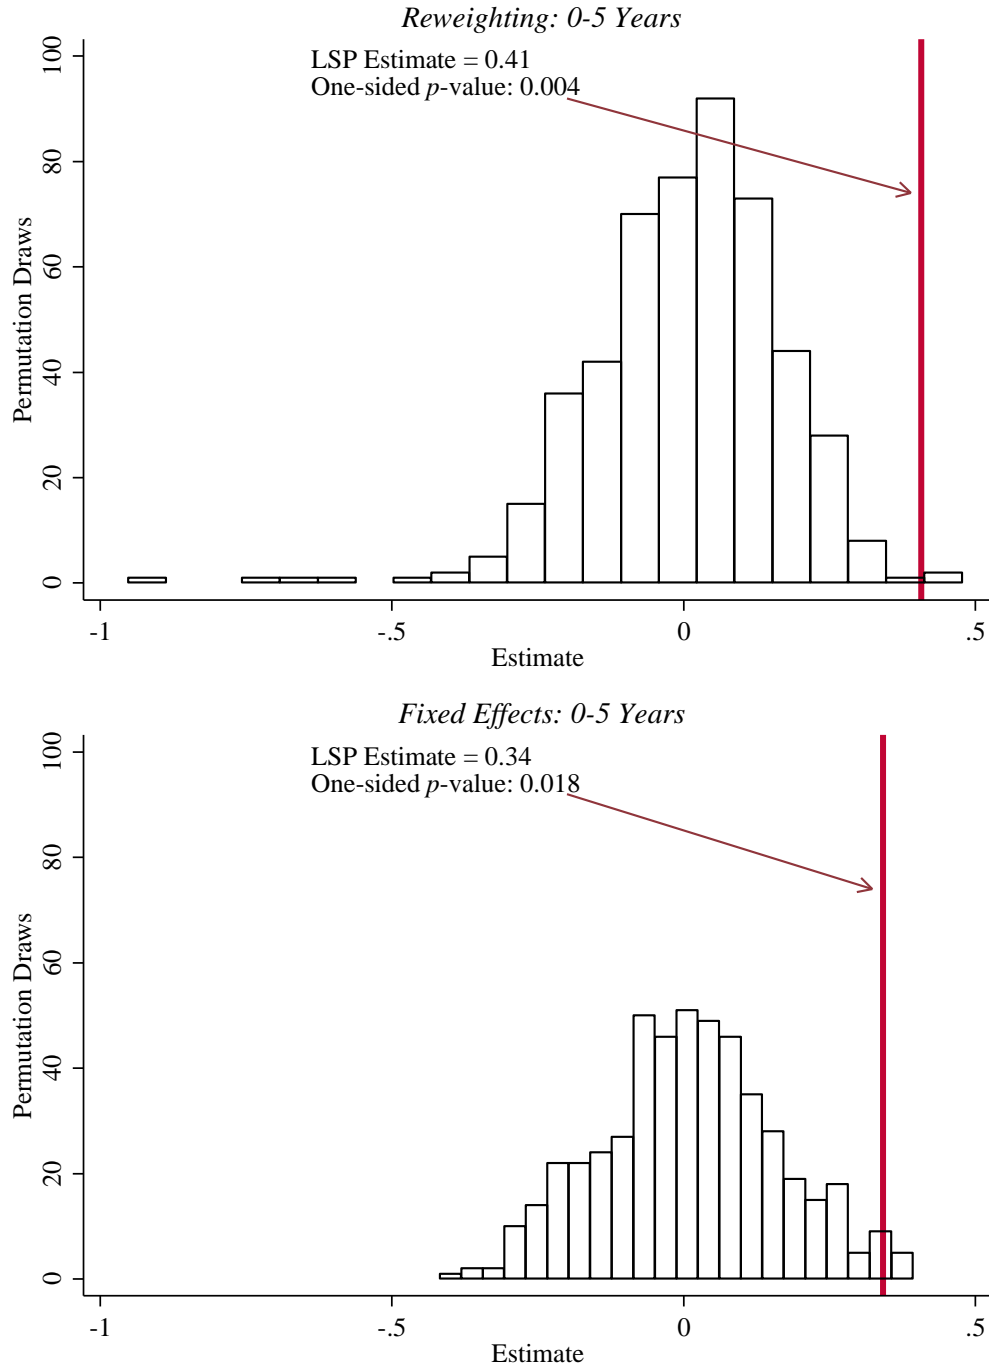 Reweighting: 0-5 Years
LSP Estimate = 0.41
One-sided p-value: 0.004
Permutation Draws
100
80
60
40
20
0
-1 -.5 0 .5
Estimate
Fixed Effects: 0-5 Years
LSP Estimate = 0.34
One-sided p-value: 0.018
Permutation Draws
100
80
60
40
20
0
-1 -.5 0 .5
Estimate